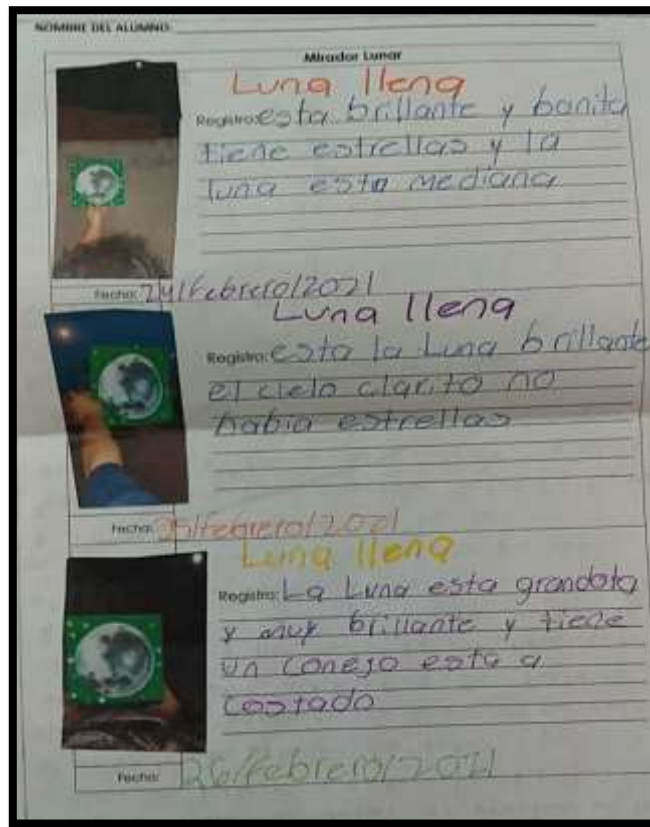 NOMBRE DEL ALUMNO:
Mirador Lunar
Luna llena
Registro: esta brillante y bonita
tiene estrellas y la
luna esta mediana
Fecha: 24/Febrero/2021
Luna llena
Registro: esta la Luna brillante
el cielo clarito no
habia estrellas
Fecha: 25/febrero/2021
Luna llena
Registro: La Luna esta grandota
y muy brillante y tiene
un conejo esta a
costado
Fecha: 26/Febrero/2021